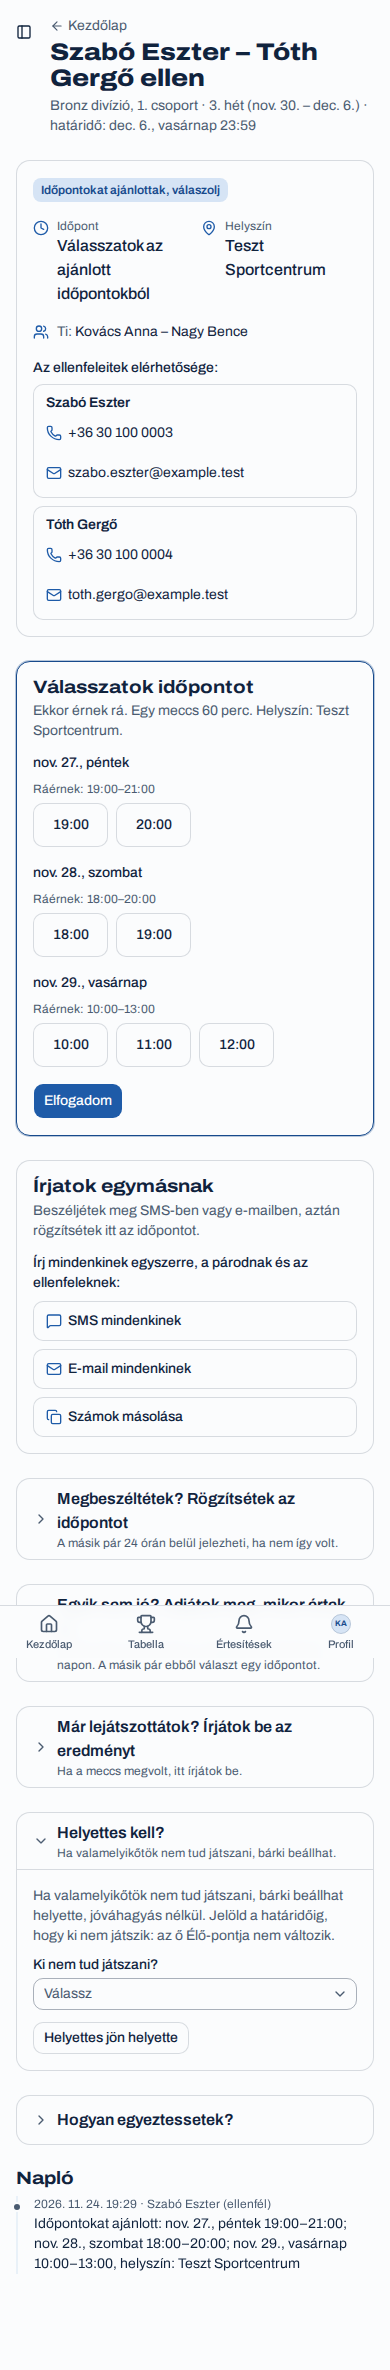 Kezdőlap
Szabó Eszter – Tóth
Gergő ellen
Bronz divízió, 1. csoport · 3. hét (nov. 30. – dec. 6.) ·
határidő: dec. 6., vasárnap 23:59
Időpontokat ajánlottak, válaszolj
Időpont
Válasszatok az
ajánlott
időpontokból
Helyszín
Teszt
Sportcentrum
Ti: Kovács Anna – Nagy Bence
Az ellenfeleitek elérhetősége:
Szabó Eszter
+36 30 100 0003
szabo.eszter@example.test
Tóth Gergő
+36 30 100 0004
toth.gergo@example.test
Válasszatok időpontot
Ekkor érnek rá. Egy meccs 60 perc. Helyszín: Teszt
Sportcentrum.
nov. 27., péntek
Ráérnek: 19:00–21:00
19:00 20:00
nov. 28., szombat
Ráérnek: 18:00–20:00
18:00 19:00
nov. 29., vasárnap
Ráérnek: 10:00–13:00
10:00 11:00 12:00
Elfogadom
Írjatok egymásnak
Beszéljétek meg SMS-ben vagy e-mailben, aztán
rögzítsétek itt az időpontot.
Írj mindenkinek egyszerre, a párodnak és az
ellenfeleknek:
SMS mindenkinek
E-mail mindenkinek
Számok másolása
Megbeszéltétek? Rögzítsétek az
időpontot
A másik pár 24 órán belül jelezheti, ha nem így volt.
Egyik sem jó? Adjátok meg, mikor értek
Kezdőlap Tabella Értesítések KA Profil
napon. A másik pár ebből választ egy időpontot.
Már lejátszottátok? Írjátok be az
eredményt
Ha a meccs megvolt, itt írjátok be.
Helyettes kell?
Ha valamelyikőtök nem tud játszani, bárki beállhat.
Ha valamelyikőtök nem tud játszani, bárki beállhat
helyette, jóváhagyás nélkül. Jelöld a határidőig,
hogy ki nem játszik: az ő Élő-pontja nem változik.
Ki nem tud játszani?
Válassz
Helyettes jön helyette
Hogyan egyeztessetek?
Napló
2026. 11. 24. 19:29 · Szabó Eszter (ellenfél)
Időpontokat ajánlott: nov. 27., péntek 19:00–21:00;
nov. 28., szombat 18:00–20:00; nov. 29., vasárnap
10:00–13:00, helyszín: Teszt Sportcentrum